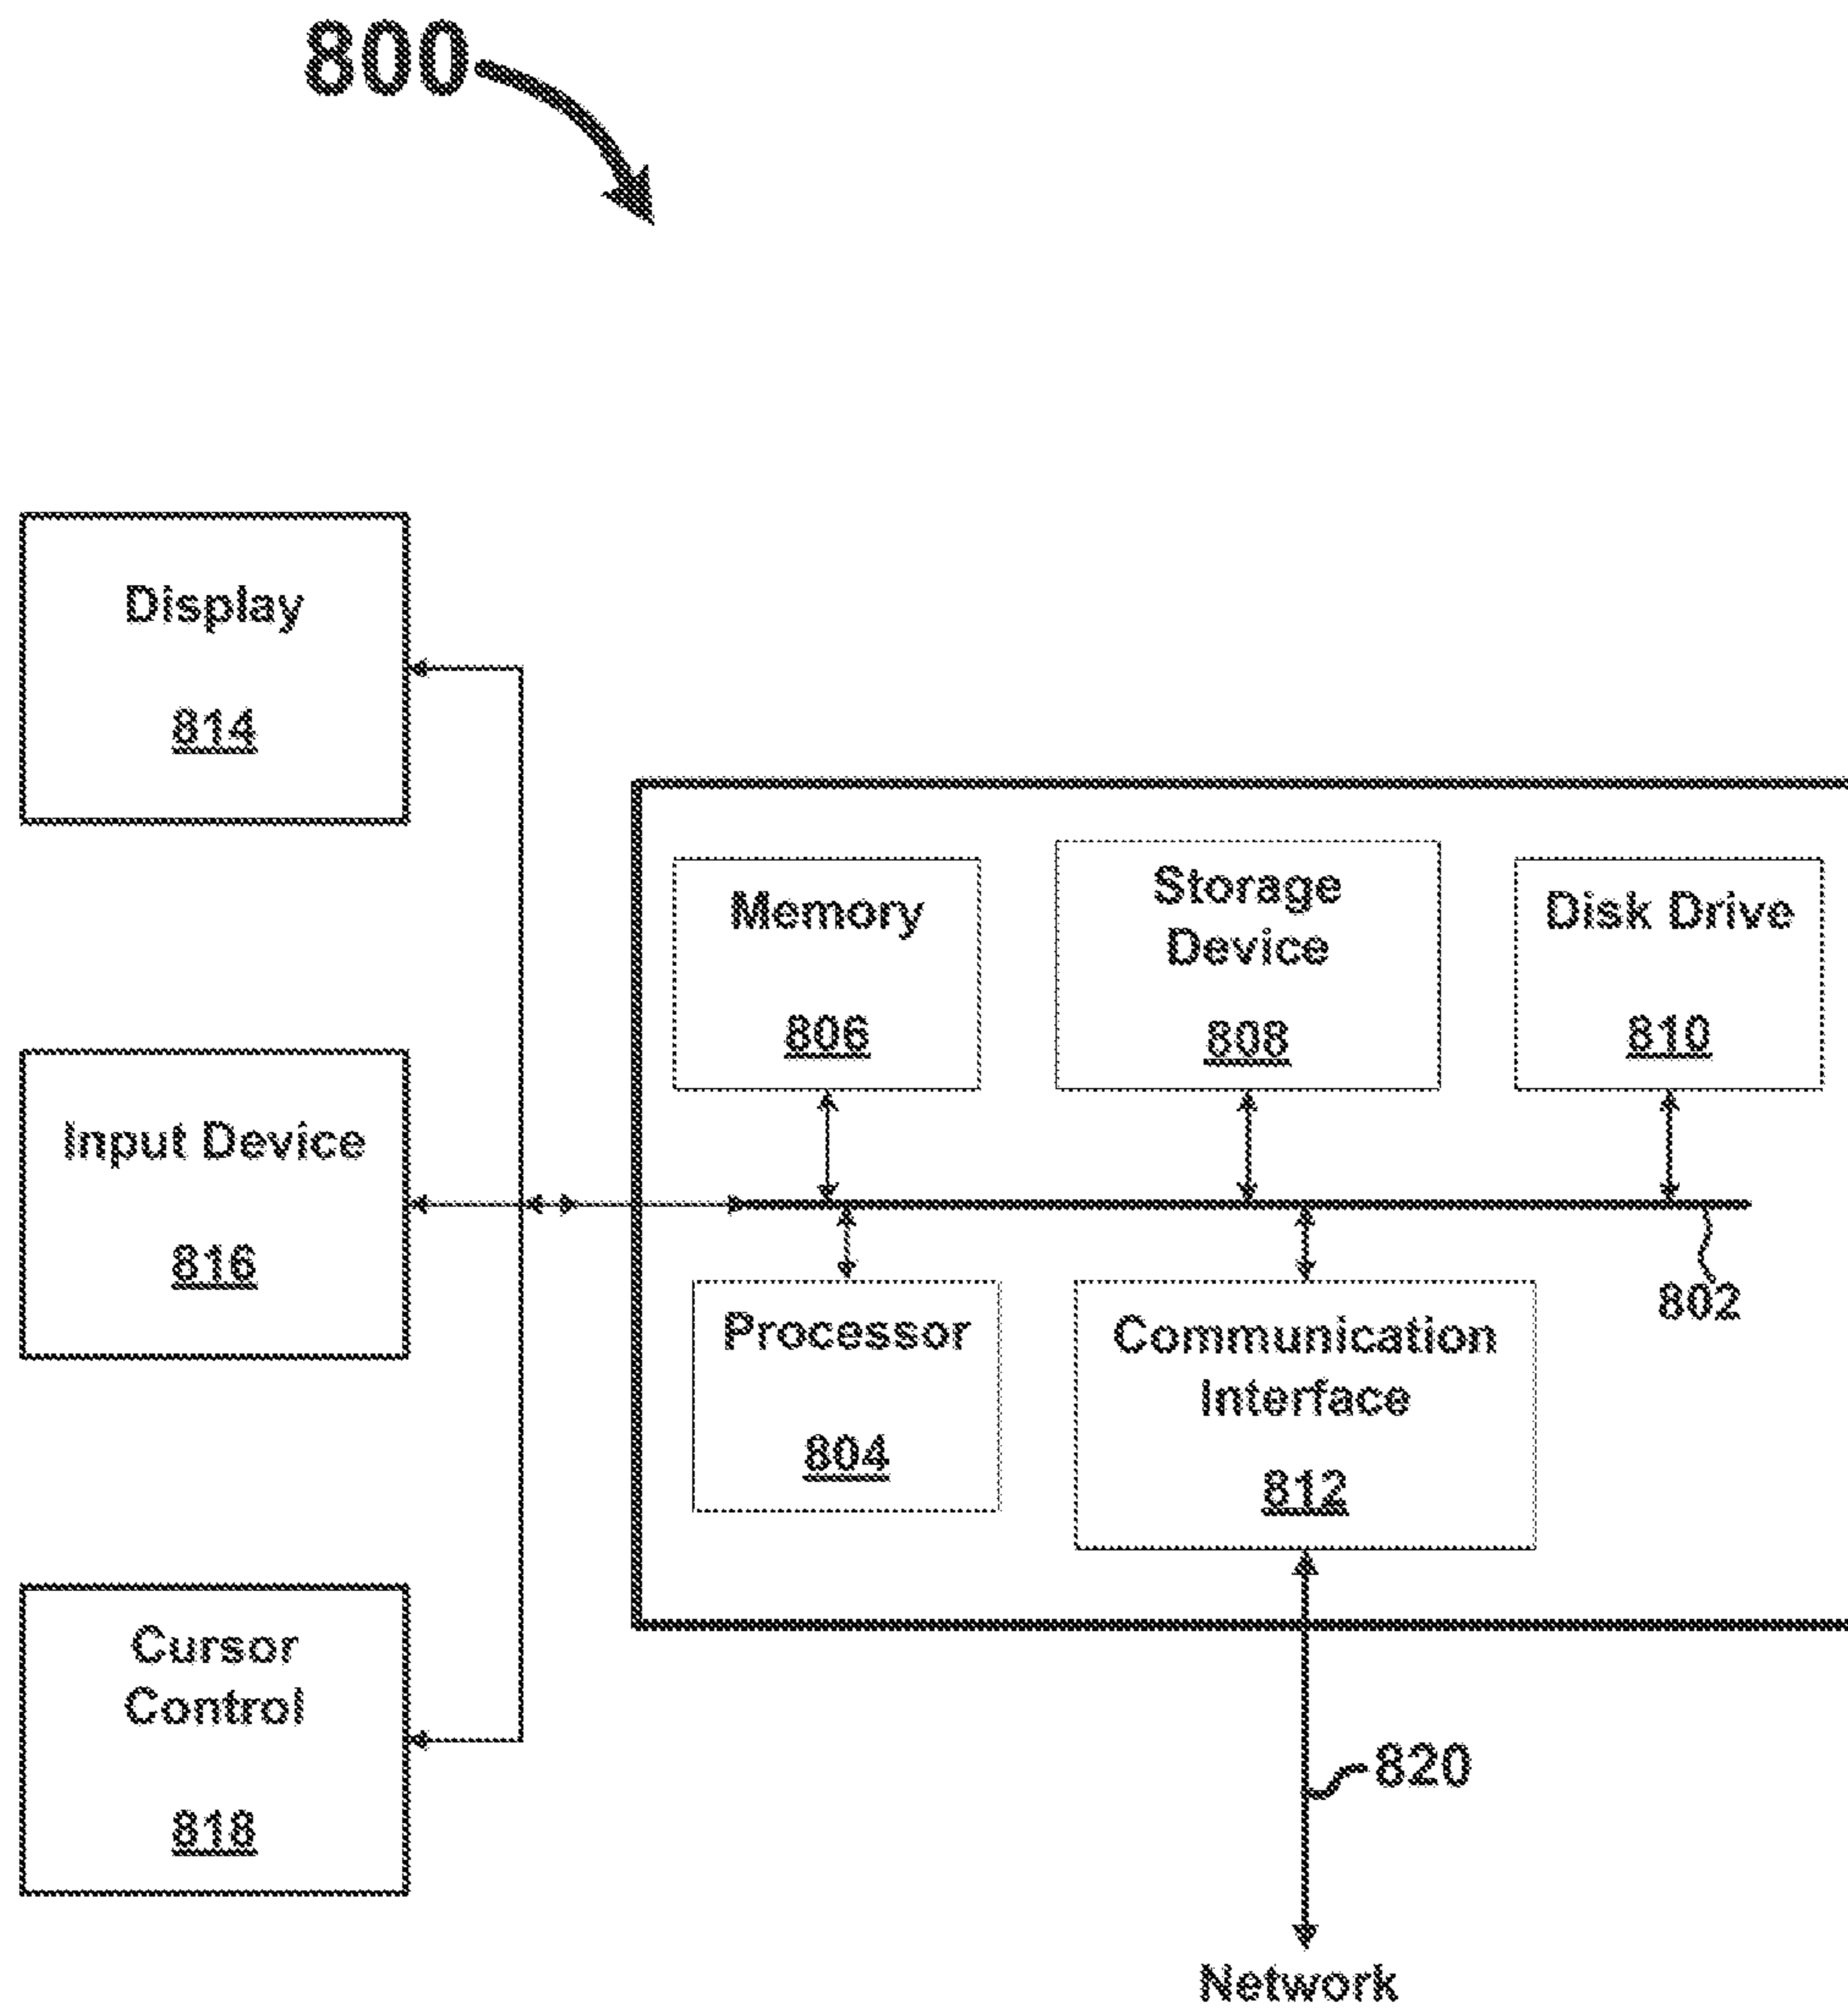 800
Display
814
Memory
806
Storage
Device
808
Disk Drive
810
Input Device
816
802
Processor
804
Communication
Interface
812
Cursor
Control
818
820
Network